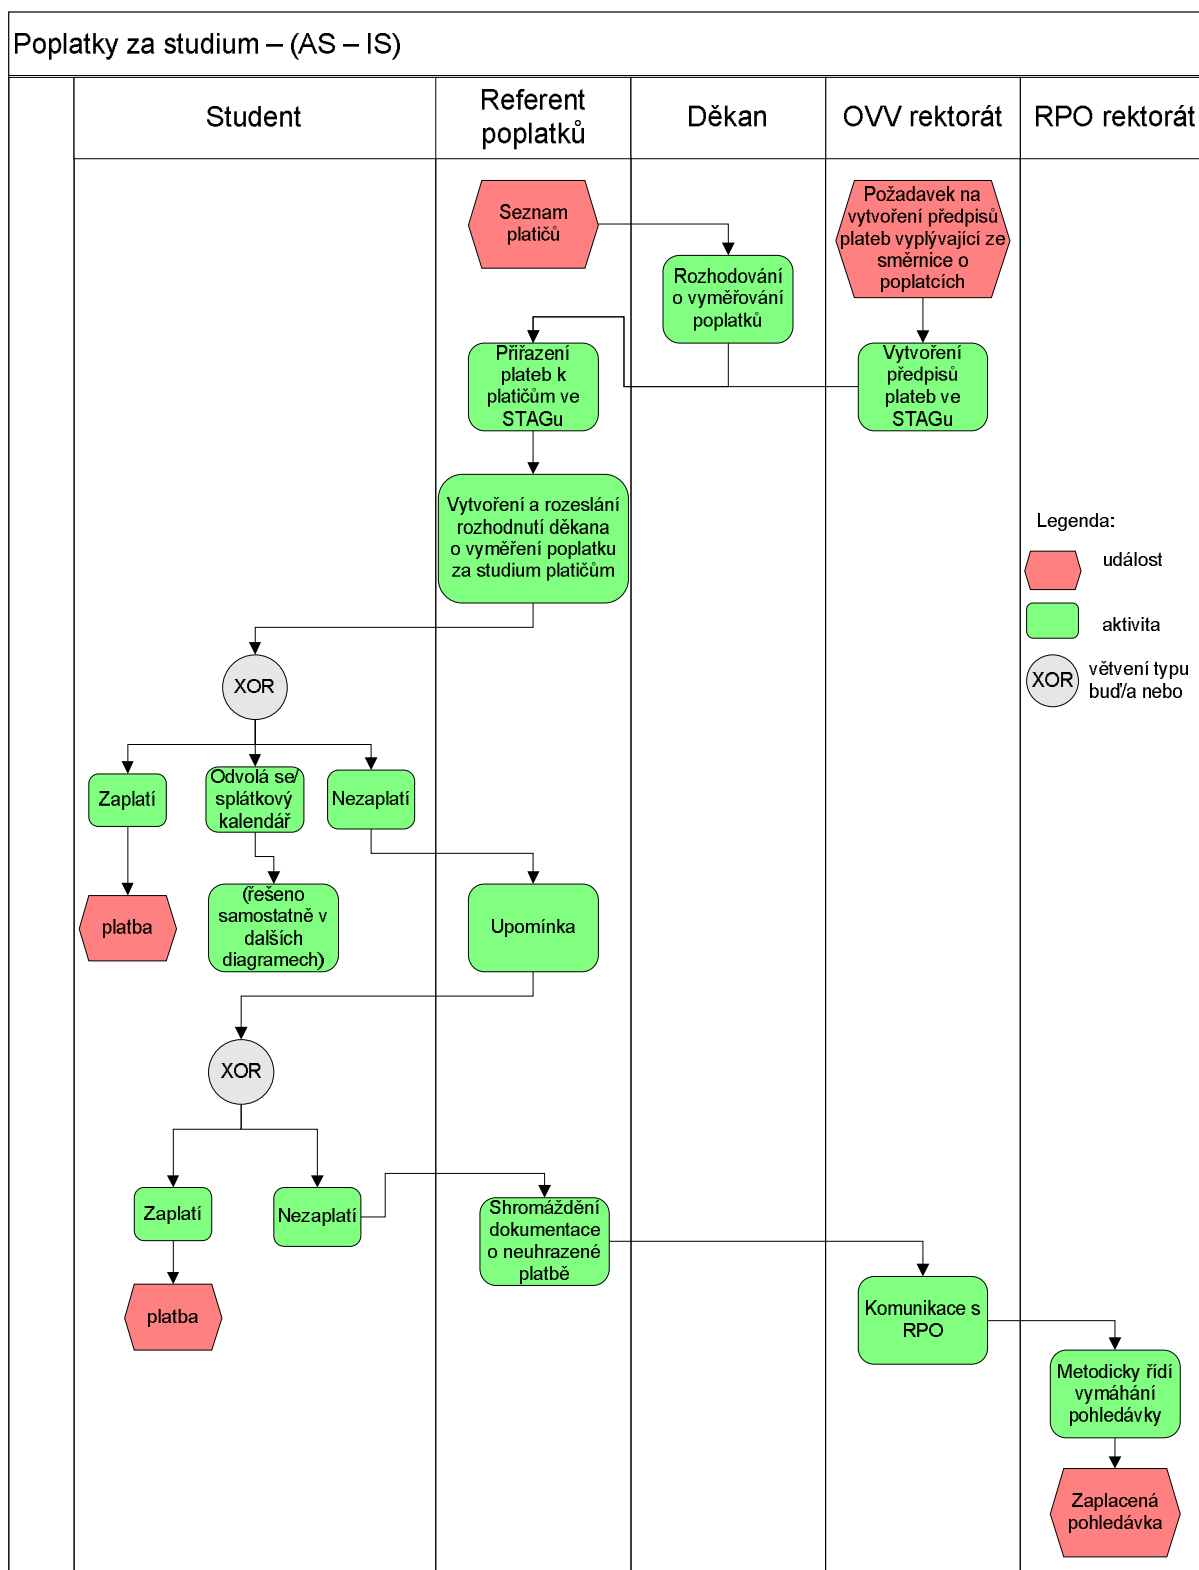 Poplatky za studium – (AS – IS)
Student
Referent
poplatků
Děkan
OVV rektorát
RPO rektorát
Seznam
platičů
Požadavek na
vytvoření předpisů
plateb vyplývající ze
směrnice o
poplatcích
Rozhodování
o vyměřování
poplatků
Přiřazení
plateb k
platičům ve
STAGu
Vytvoření
předpisů
plateb ve
STAGu
Vytvoření a rozeslání
rozhodnutí děkana
o vyměření poplatku
za studium platičům
Legenda:
událost
aktivita
XOR
větvení typu
buď/a nebo
XOR
Zaplatí
Odvolá se/
splátkový
kalendář
Nezaplatí
platba
(řešeno
samostatně v
dalších
diagramech)
Upomínka
XOR
Zaplatí
Nezaplatí
Shromáždění
dokumentace
o neuhrazené
platbě
platba
Komunikace s
RPO
Metodicky řídí
vymáhání
pohledávky
Zaplacená
pohledávka